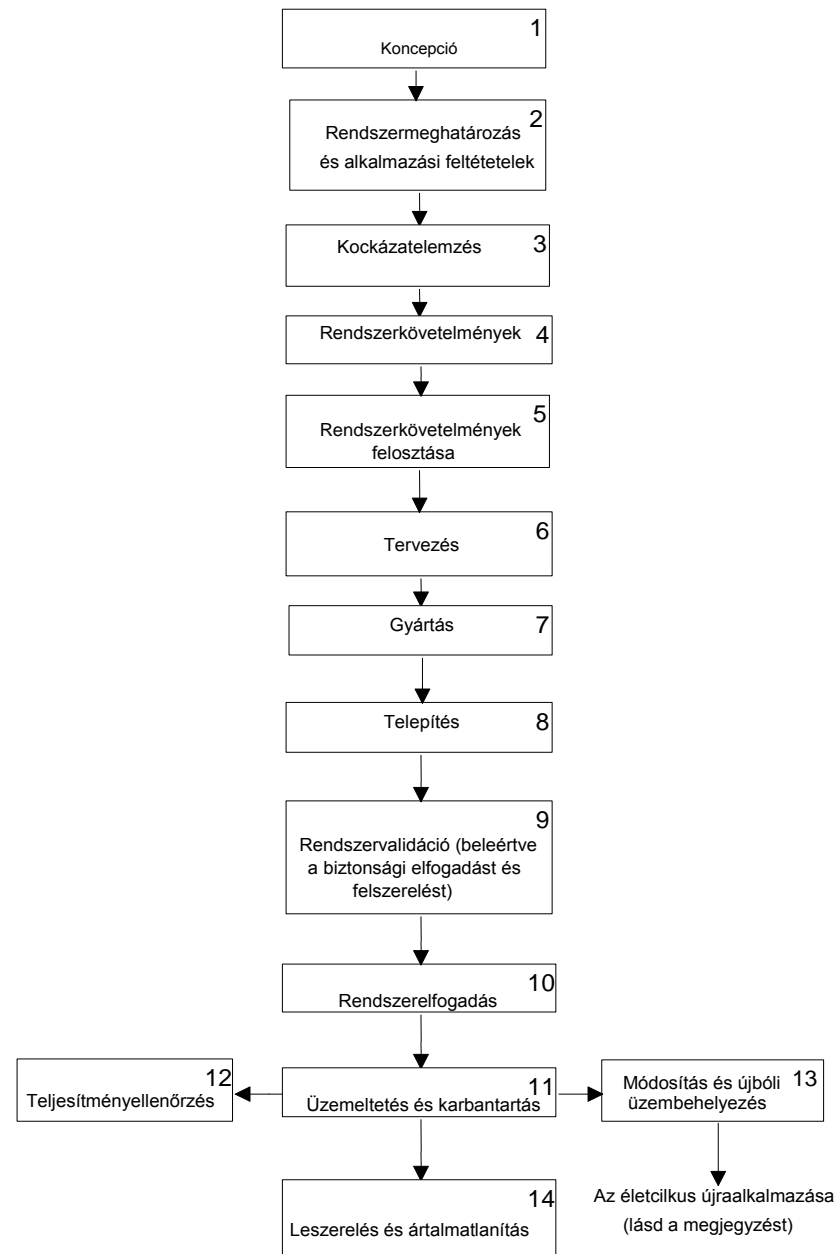 1
Koncepció
2
Rendszermeghatározás
és alkalmazási feltételek
3
Kockázatelemzés
4
Rendszerkövetelmények
5
Rendszerkövetelmények
felosztása
6
Tervezés
7
Gyártás
8
Telepítés
9
Rendszervalidáció (beleértve
a biztonsági elfogadást és
felszerelést)
10
Rendszerelfogadás
12
Teljesítményellenőrzés
11
Üzemeltetés és karbantartás
13
Módosítás és újbóli
üzembehelyezés
14
Leszerelés és ártalmatlanítás
Az életcilkus újraalkalmazása
(lásd a megjegyzést)